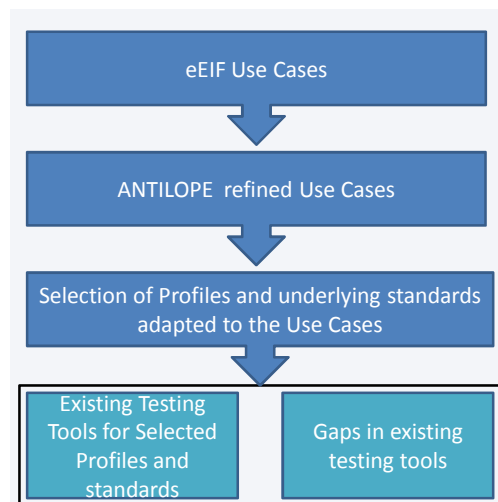 eEIF Use Cases
ANTILOPE  refined Use Cases
Selection of Profiles and underlying standards
adapted to the Use Cases
Existing Testing
Tools for Selected
Profiles and
standards
Gaps in existing
testing tools